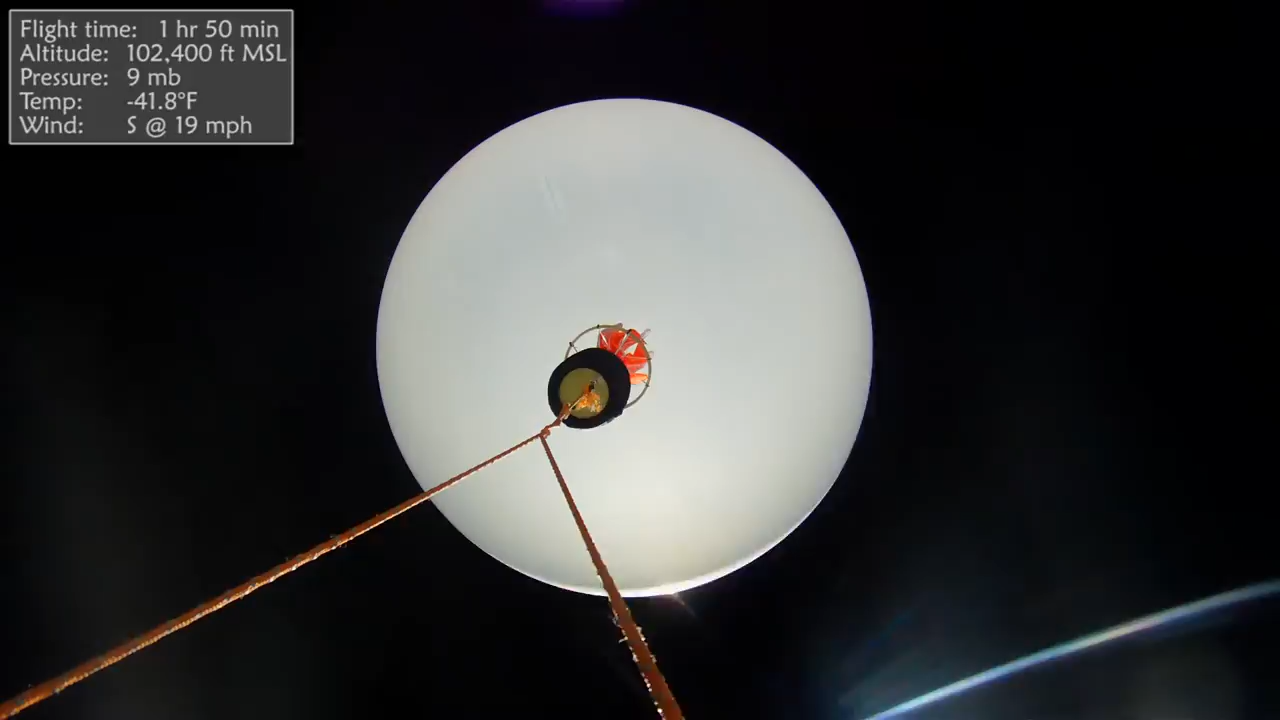 Flight time: 1 hr 50 min
Altitude: 102,400 ft MSL
Pressure: 9 mb
Temp: -41.8°F
Wind: S @ 19 mph